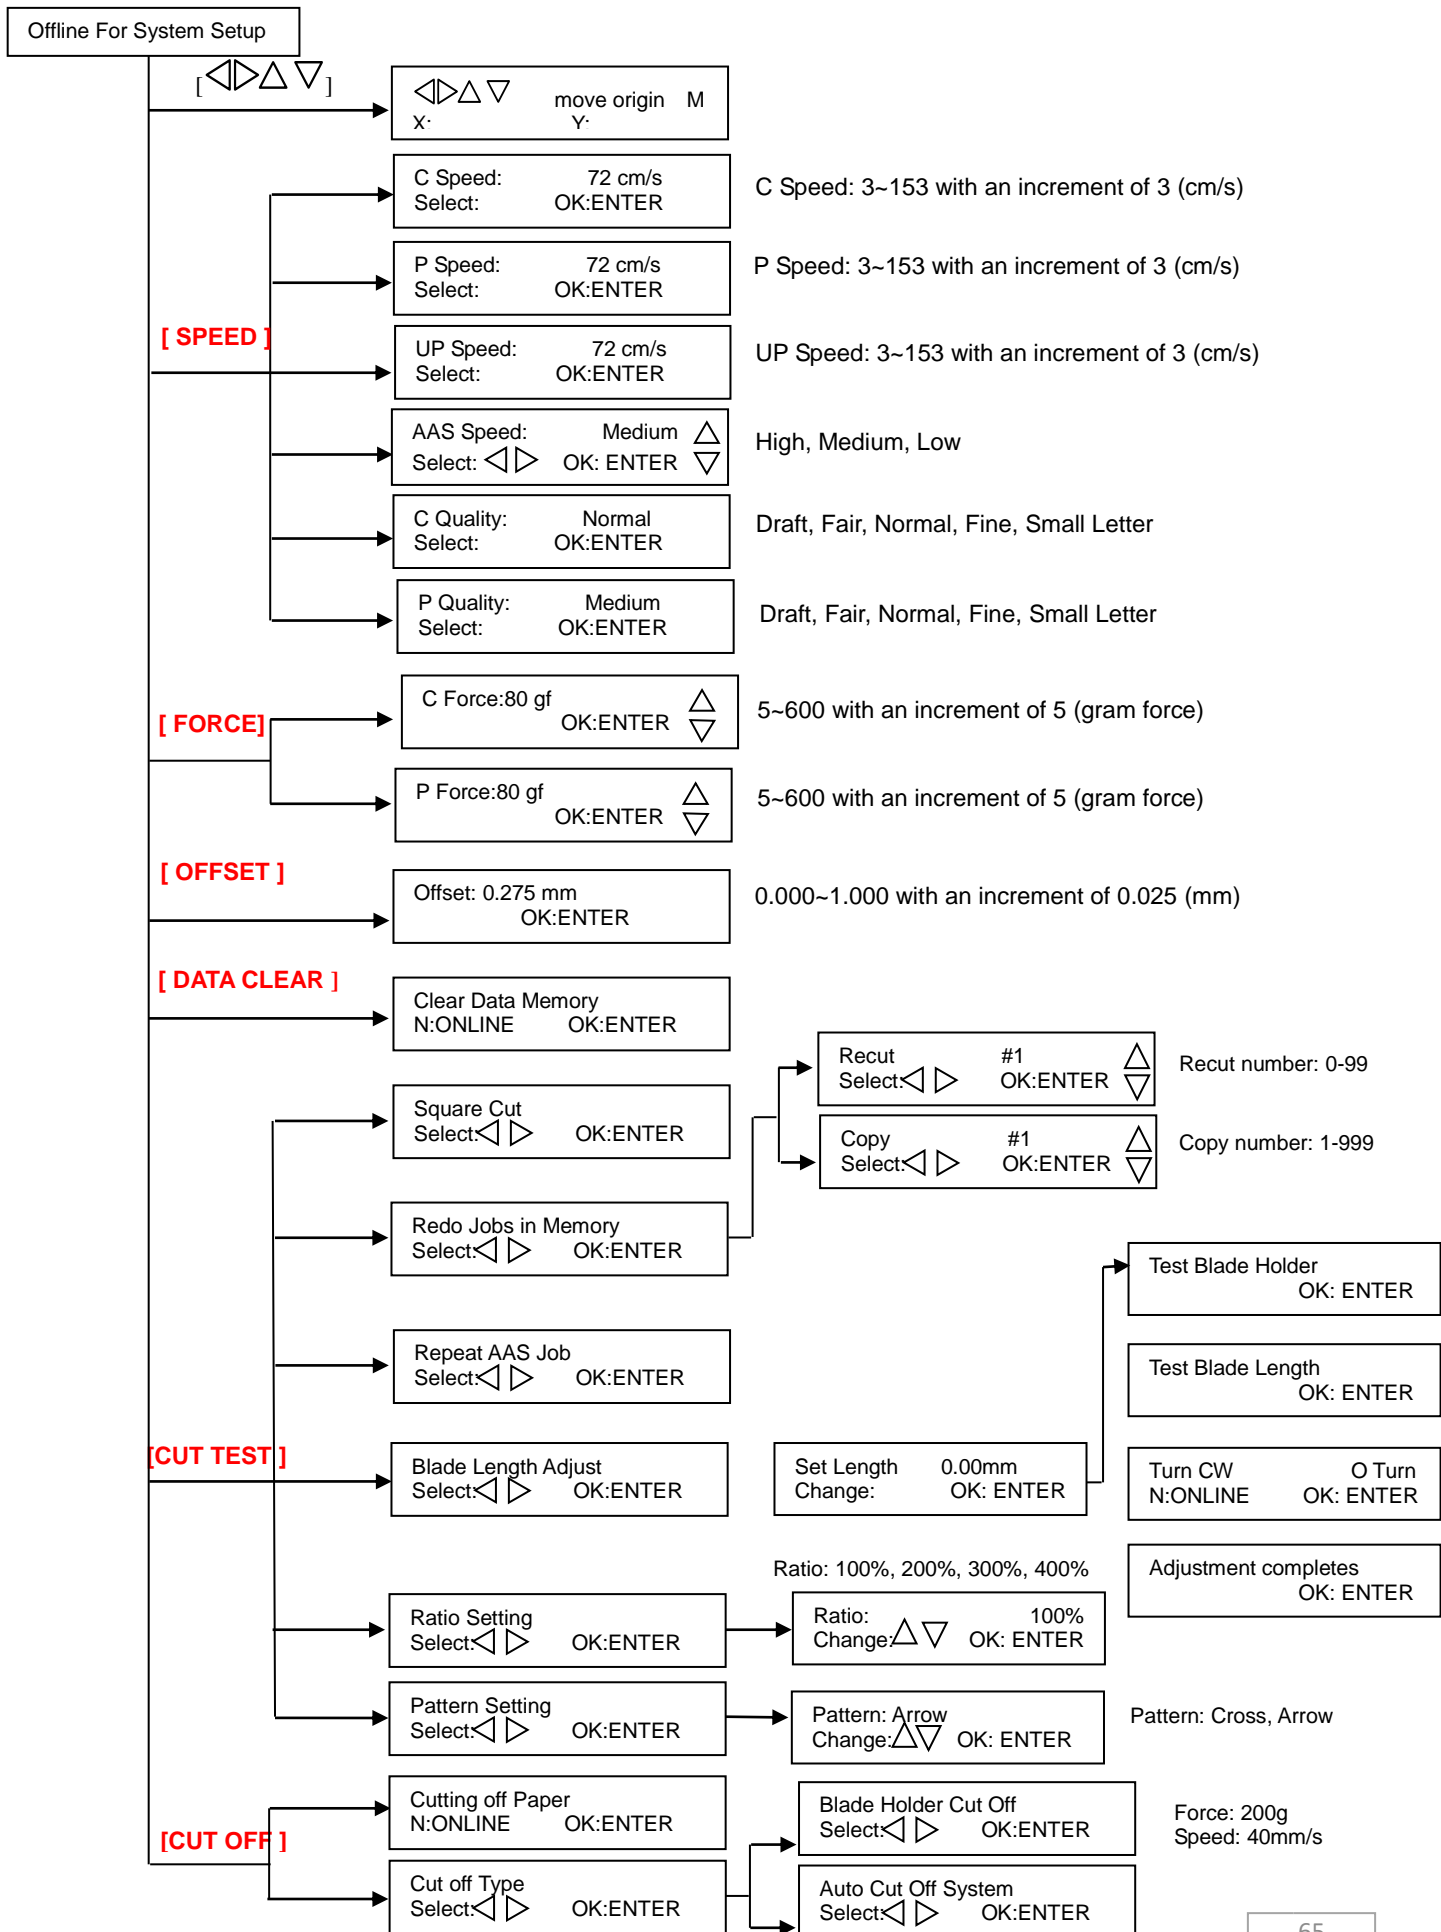 Offline For System Setup
[ ◁▷△ ▽ ]
◁▷△ ▽ move origin M
X: Y:
C Speed: 72 cm/s
Select: OK:ENTER
C Speed: 3~153 with an increment of 3 (cm/s)
P Speed: 72 cm/s
Select: OK:ENTER
P Speed: 3~153 with an increment of 3 (cm/s)
[ SPEED ]
UP Speed: 72 cm/s
Select: OK:ENTER
UP Speed: 3~153 with an increment of 3 (cm/s)
AAS Speed: Medium △
Select: ◁ ▷ OK: ENTER ▽
High, Medium, Low
C Quality: Normal
Select: OK:ENTER
Draft, Fair, Normal, Fine, Small Letter
P Quality: Medium
Select: OK:ENTER
Draft, Fair, Normal, Fine, Small Letter
[ FORCE]
C Force:80 gf △
OK:ENTER ▽
5~600 with an increment of 5 (gram force)
P Force:80 gf △
OK:ENTER ▽
5~600 with an increment of 5 (gram force)
[ OFFSET ]
Offset: 0.275 mm
OK:ENTER
0.000~1.000 with an increment of 0.025 (mm)
[ DATA CLEAR ]
Clear Data Memory
N:ONLINE OK:ENTER
Recut #1 △
Select:◁ ▷ OK:ENTER ▽
Recut number: 0-99
Square Cut
Select:◁ ▷ OK:ENTER
Copy #1 △
Select:◁ ▷ OK:ENTER ▽
Copy number: 1-999
Redo Jobs in Memory
Select:◁ ▷ OK:ENTER
Test Blade Holder
OK: ENTER
Repeat AAS Job
Select:◁ ▷ OK:ENTER
Test Blade Length
OK: ENTER
[CUT TEST ]
Blade Length Adjust
Select:◁ ▷ OK:ENTER
Set Length 0.00mm
Change: OK: ENTER
Turn CW O Turn
N:ONLINE OK: ENTER
Ratio: 100%, 200%, 300%, 400%
Adjustment completes
OK: ENTER
Ratio Setting
Select:◁ ▷ OK:ENTER
Ratio: 100%
Change:△ ▽ OK: ENTER
Pattern Setting
Select:◁ ▷ OK:ENTER
Pattern: Arrow
Change:△▽ OK: ENTER
Pattern: Cross, Arrow
[CUT OFF ]
Cutting off Paper
N:ONLINE OK:ENTER
Blade Holder Cut Off
Select:◁ ▷ OK:ENTER
Force: 200g
Speed: 40mm/s
Cut off Type
Select:◁ ▷ OK:ENTER
Auto Cut Off System
Select:◁ ▷ OK:ENTER
65